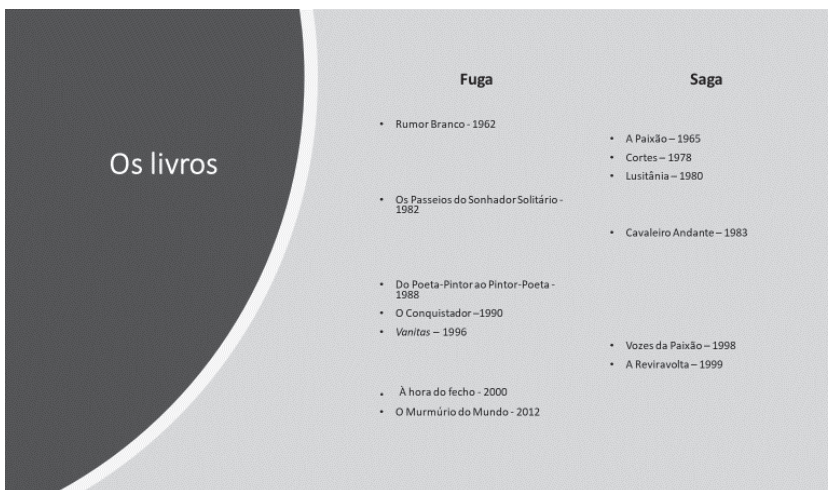 Os livros
Fuga
• Rumor Branco - 1962
• Os Passeios do Sonhador Solitário -
1982
• Do Poeta-Pintor ao Pintor-Poeta -
1988
• O Conquistador –1990
• Vanitas – 1996
• À hora do fecho - 2000
• O Murmúrio do Mundo - 2012
Saga
• A Paixão – 1965
• Cortes – 1978
• Lusitânia – 1980
• Cavaleiro Andante – 1983
• Vozes da Paixão – 1998
• A Reviravolta – 1999